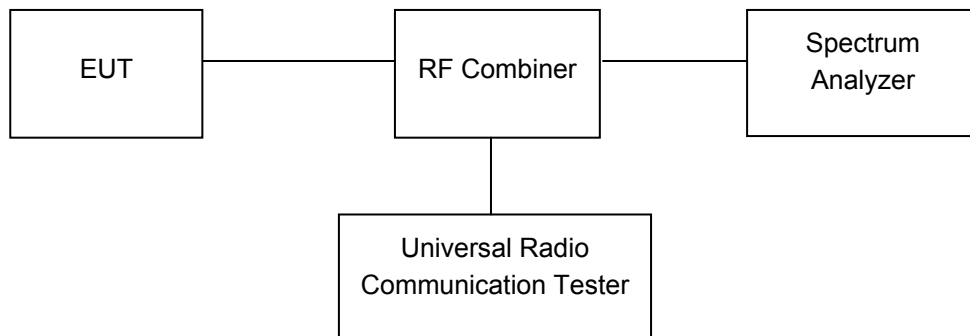 EUT
RF Combiner
Spectrum
Analyzer
Universal Radio
Communication Tester